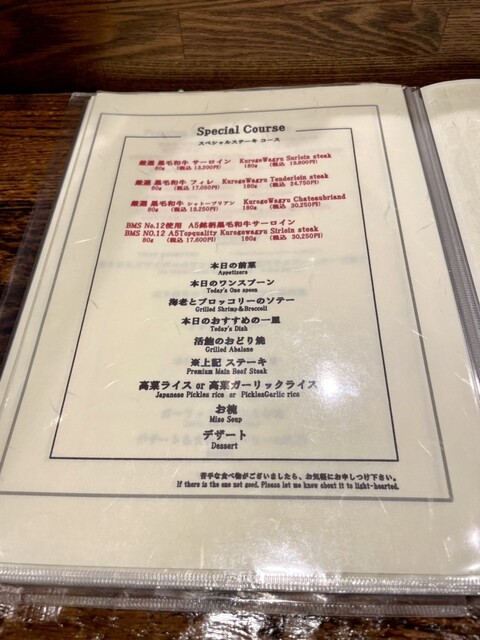 Special Course
スペシャルステーキ コース
厳選 黒毛和牛 サーロイン KurogeWagyu Surloin steak
80g (税込 13,200円) 180g (税込 19,800円)
厳選 黒毛和牛 フィレ KurogeWagyu Tenderloin steak
80g (税込 17,050円) 180g (税込 24,750円)
厳選 黒毛和牛 シャトーブリアン KurogeWagyu Chateaubriand
80g (税込 19,250円) 180g (税込 30,250円)
BMS No.12使用 A5銘柄黒毛和牛サーロイン
BMS NO.12 A5Topquality Kurogewagyu Sirloin steak
80g (税込 17,600円) 180g (税込 30,250円)
本日の前菜
Appetizers
本日のワンスプーン
Today's One spoon
海老とブロッコリーのソテー
Grilled Shrimp&Broccoli
本日のおすすめの一皿
Today's Dish
活鮑のおどり焼
Grilled Abalone
※上記 ステーキ
Premium Main Beef Steak
高菜ライス or 高菜ガーリックライス
Japanese Pickles rice or PicklesGarlic rice
お椀
Miso Soup
デザート
Dessert
苦手な食べ物がございましたら、お気軽にお申しつけ下さい。
If there is the one not good. Please let me know about it to light-hearted.